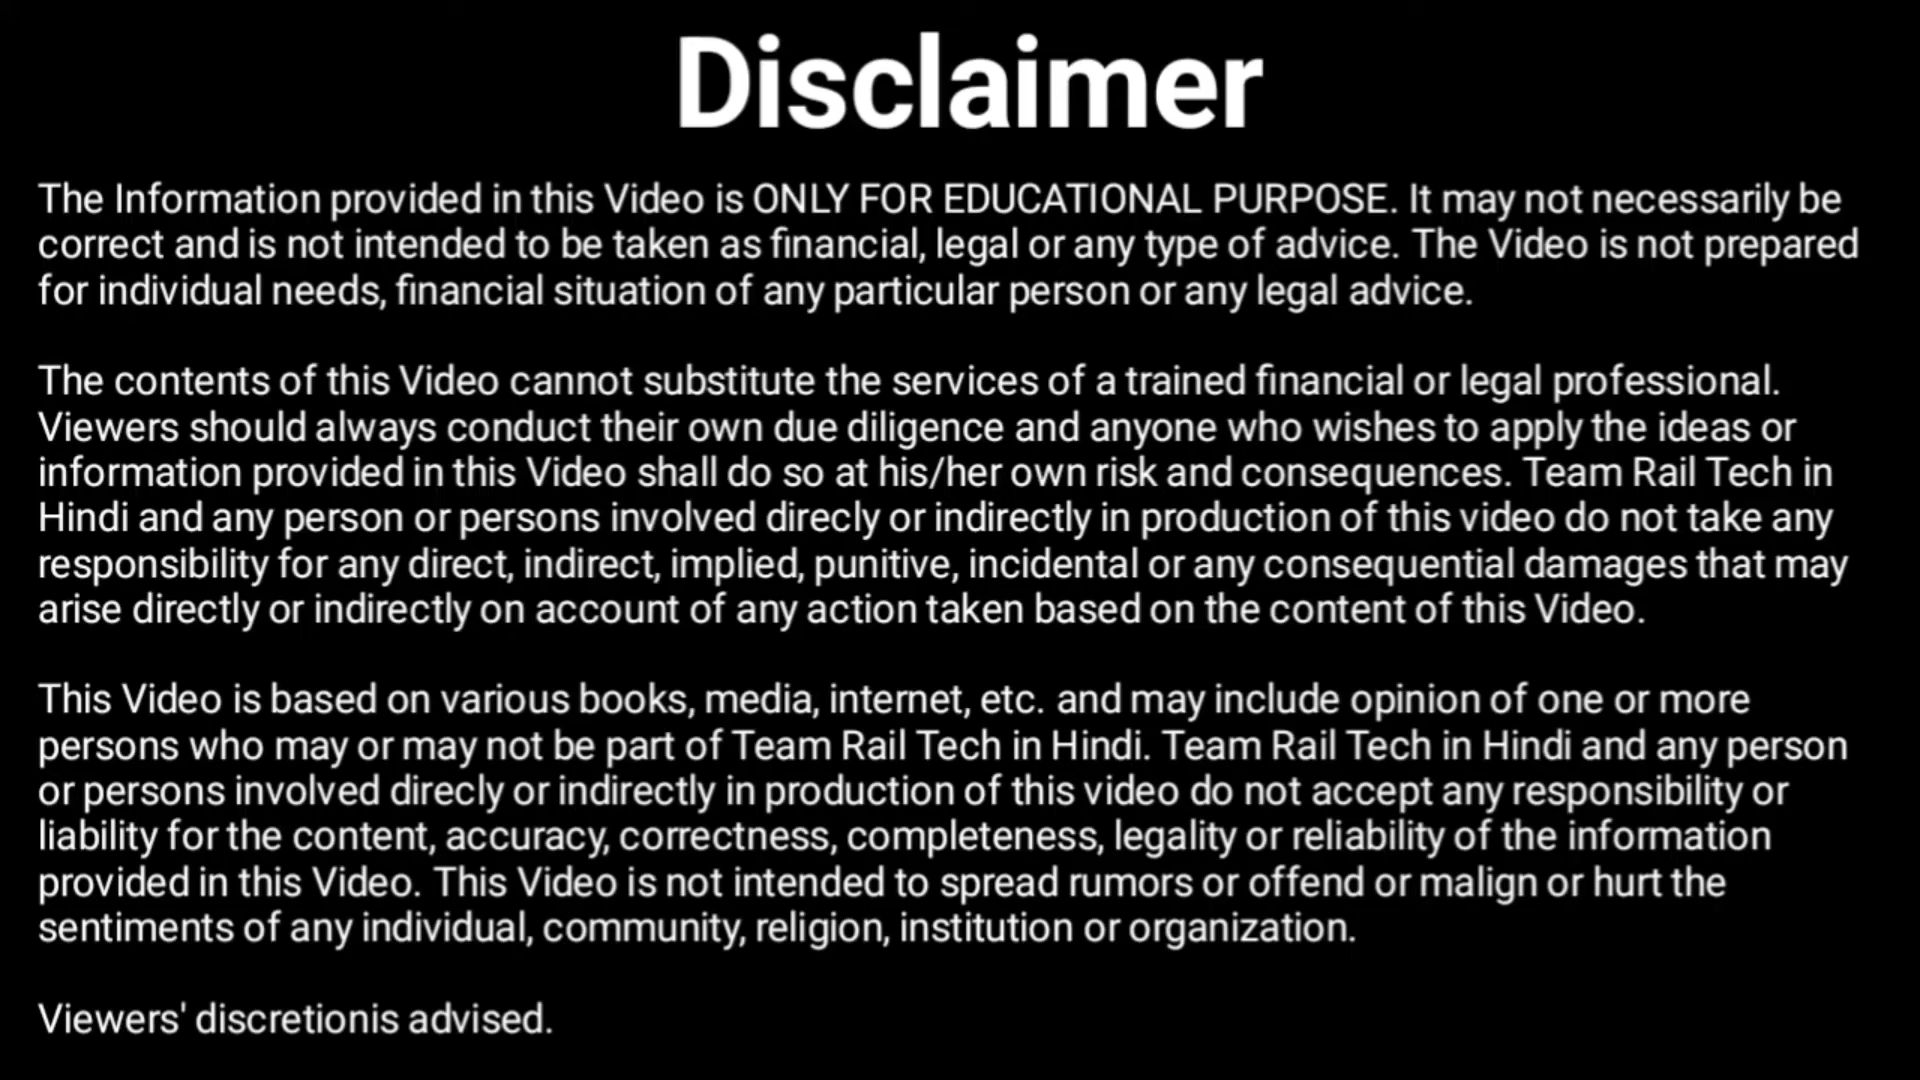 Disclaimer
The Information provided in this Video is ONLY FOR EDUCATIONAL PURPOSE. It may not necessarily be
correct and is not intended to be taken as financial, legal or any type of advice. The Video is not prepared
for individual needs, financial situation of any particular person or any legal advice.
The contents of this Video cannot substitute the services of a trained financial or legal professional.
Viewers should always conduct their own due diligence and anyone who wishes to apply the ideas or
information provided in this Video shall do so at his/her own risk and consequences. Team Rail Tech in
Hindi and any person or persons involved direcly or indirectly in production of this video do not take any
responsibility for any direct, indirect, implied, punitive, incidental or any consequential damages that may
arise directly or indirectly on account of any action taken based on the content of this Video.
This Video is based on various books, media, internet, etc. and may include opinion of one or more
persons who may or may not be part of Team Rail Tech in Hindi. Team Rail Tech in Hindi and any person
or persons involved direcly or indirectly in production of this video do not accept any responsibility or
liability for the content, accuracy, correctness, completeness, legality or reliability of the information
provided in this Video. This Video is not intended to spread rumors or offend or malign or hurt the
sentiments of any individual, community, religion, institution or organization.
Viewers' discretionis advised.